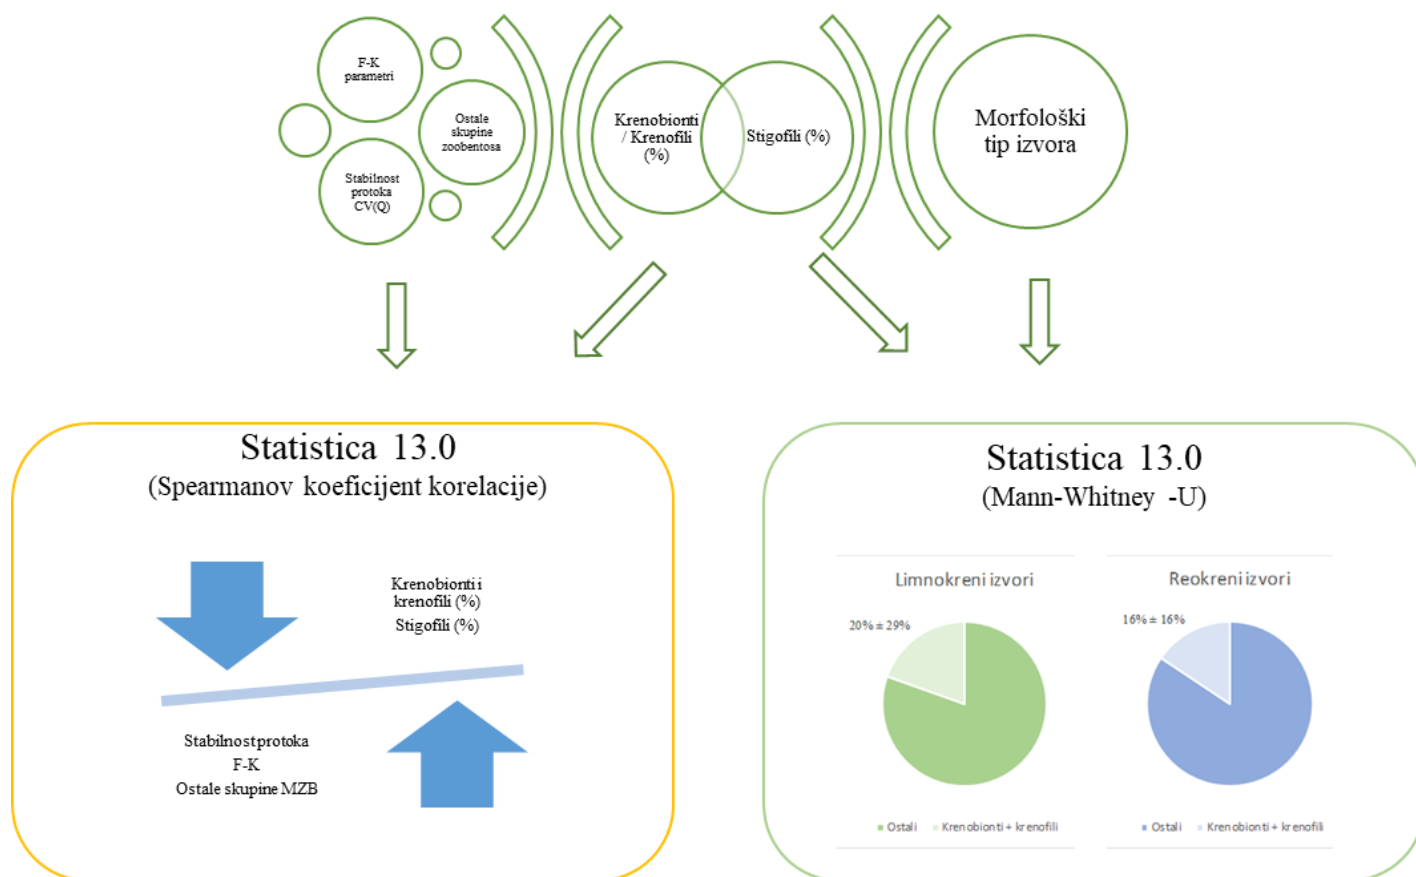 F-K
parametri
Ostale
skupine
zoobentosa
Stabilnost
protoka
CV(Q)
Krenobionti
/ Krenofili
(%)
Stigofili (%)
Morfološki
tip izvora
Statistica 13.0
(Spearmanov koeficijent korelacije)
Krenobionti i
krenofili (%)
Stigofili (%)
Stabilnost protoka
F-K
Ostale skupine MZB
Statistica 13.0
(Mann-Whitney -U)
Limnokreni izvori
20% ± 29%
Ostali Krenobionti + krenofili
Reokreni izvori
16% ± 16%
Ostali Krenobionti + krenofili